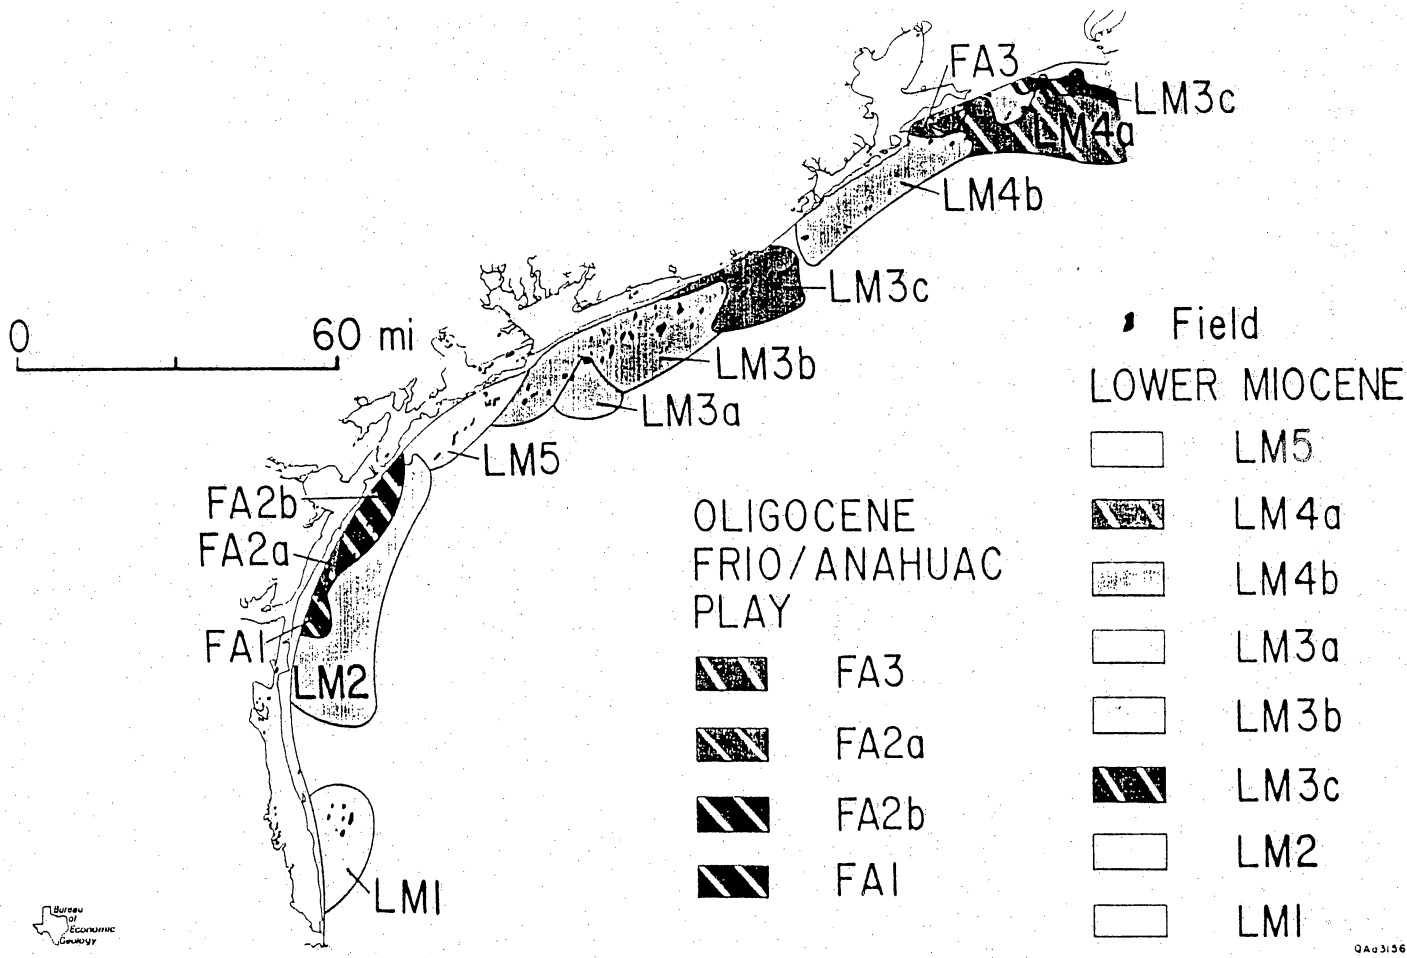 FA3
LM3c
LM4a
LM4b
LM3c
0 60 mi
LM3b
LM3a
LM5
FA2b
FA2a
FA1
LM2
LM1
OLIGOCENE
FRIO/ANAHUAC
PLAY
FA3
FA2a
FA2b
FA1
Field
LOWER MIOCENE
LM5
LM4a
LM4b
LM3a
LM3b
LM3c
LM2
LM1
Bureau
of
Economic
Geology
QAa3156